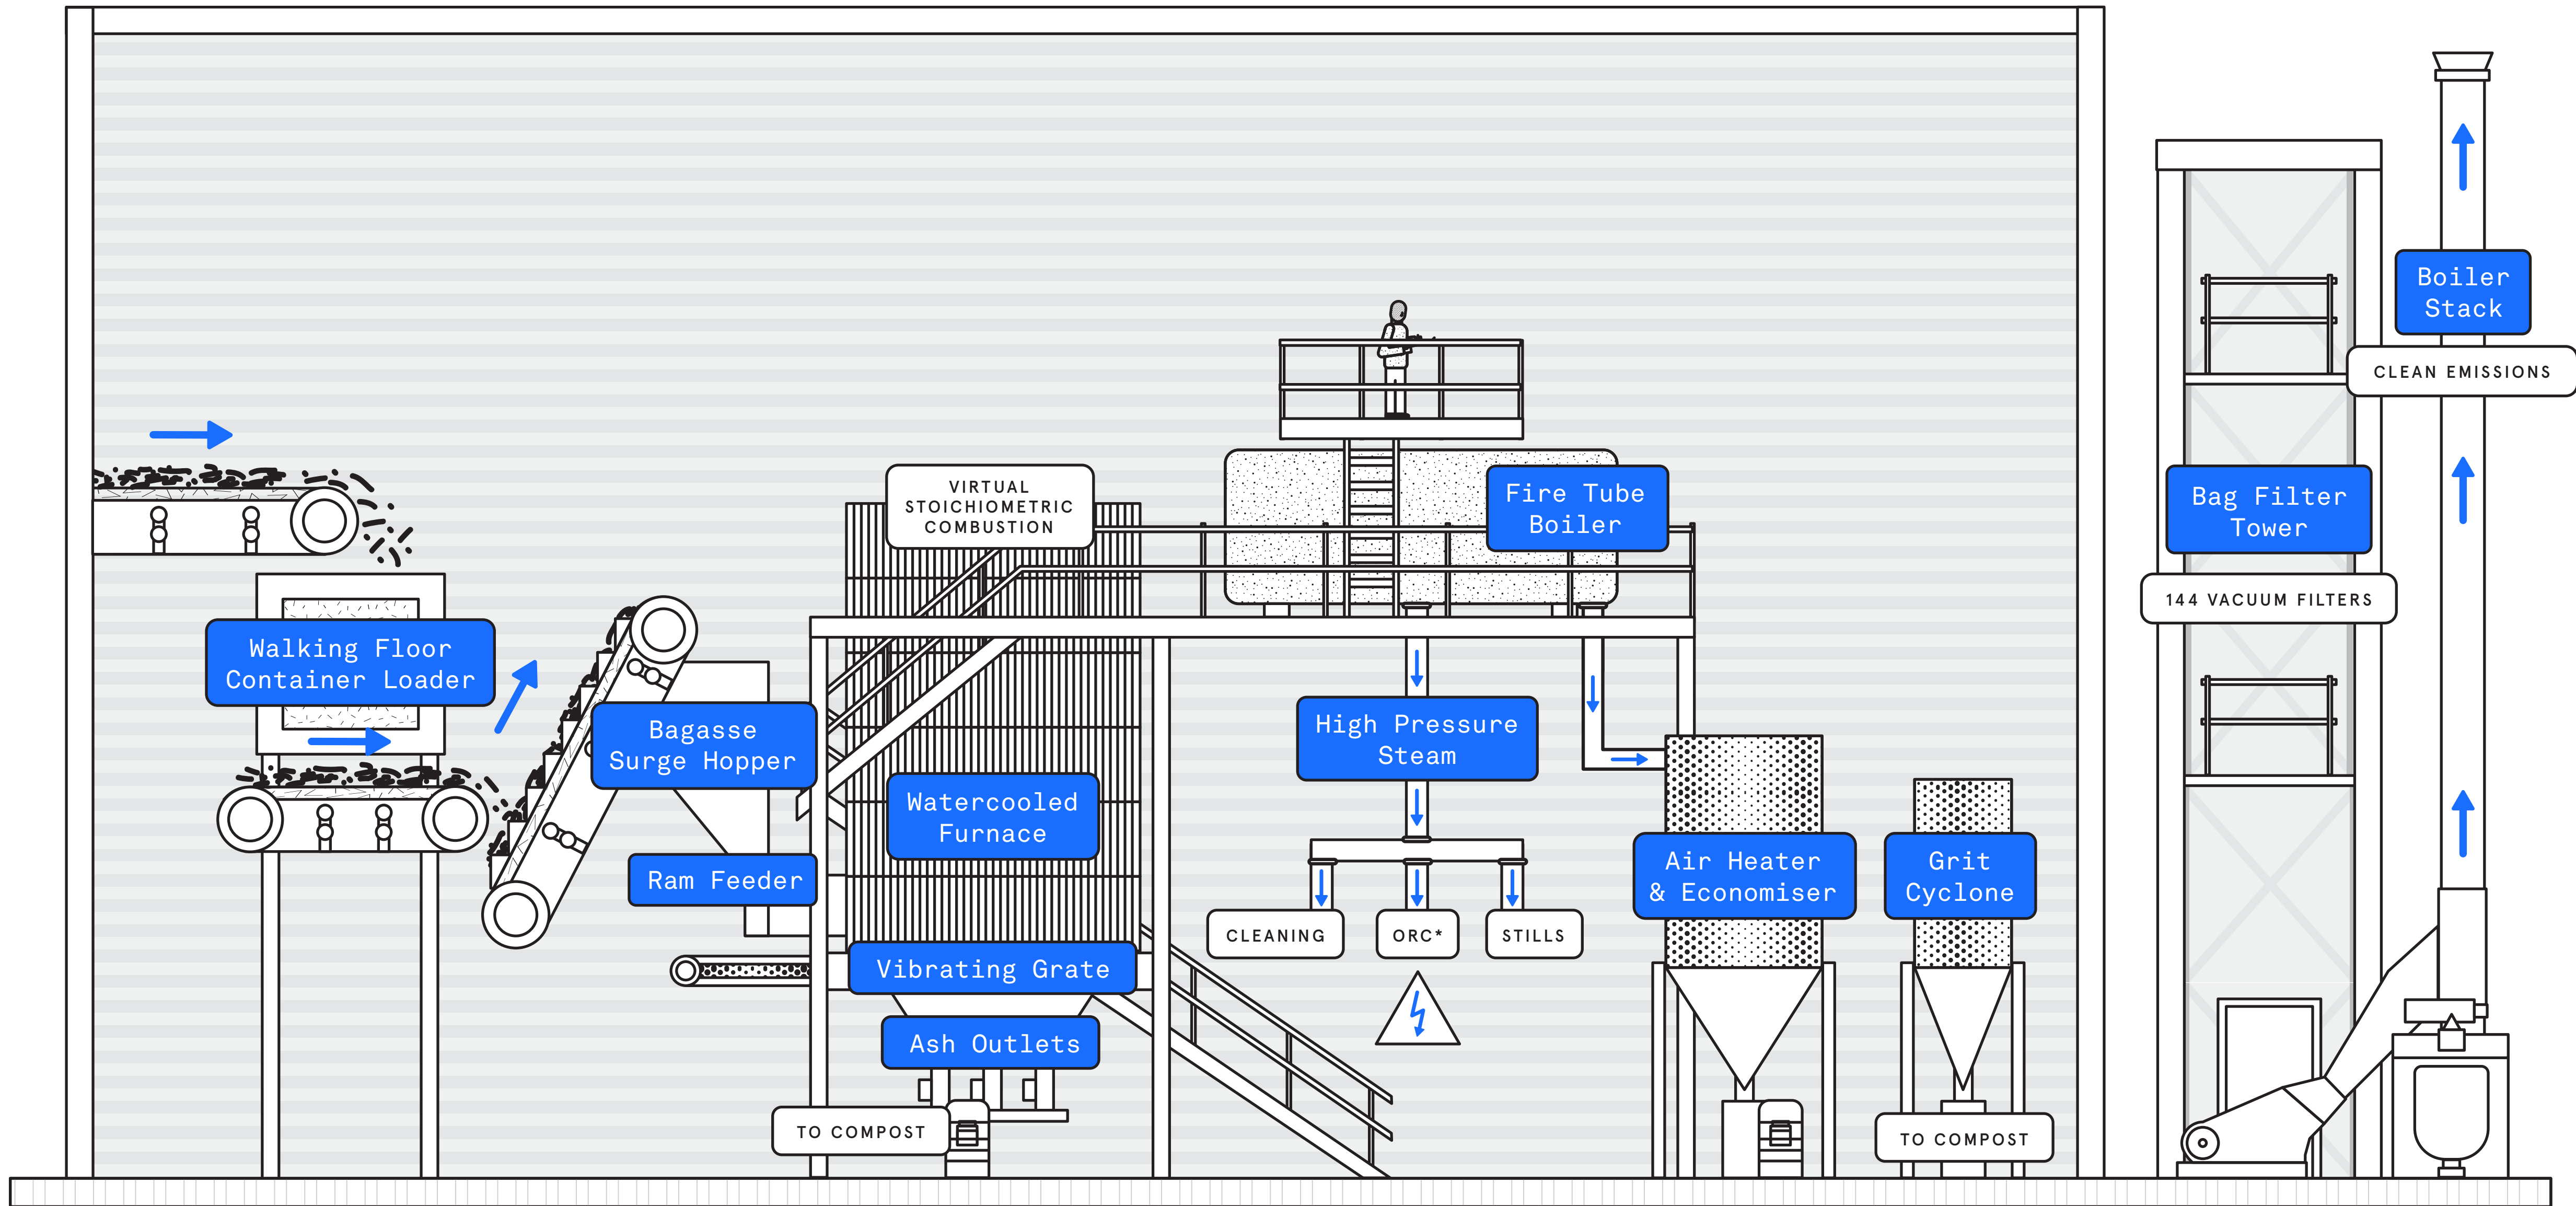 Boiler
Stack
CLEAN EMISSIONS
VIRTUAL
STOICHIOMETRIC
COMBUSTION
Fire Tube
Boiler
Bag Filter
Tower
144 VACUUM FILTERS
Walking Floor
Container Loader
Bagasse
Surge Hopper
High Pressure
Steam
Watercooled
Furnace
Ram Feeder
Air Heater
& Economiser
Grit
Cyclone
CLEANING
ORC*
STILLS
Vibrating Grate
Ash Outlets
TO COMPOST
TO COMPOST